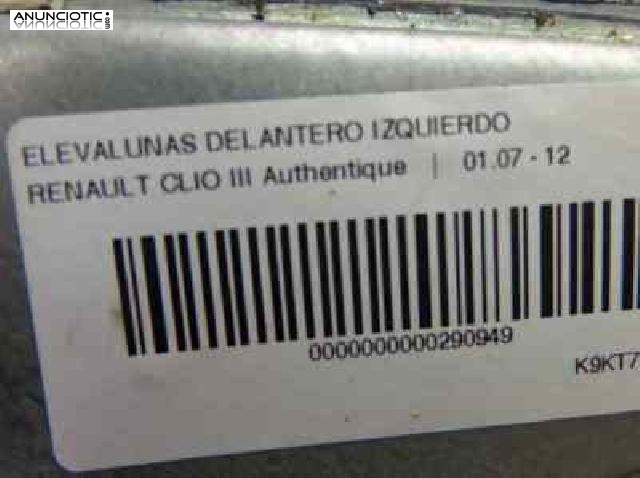 ANUNCIOTIC.com
ELEVALUNAS DELANTERO IZQUIERDO
RENAULT CLIO III Authentique | 01.07 - 12
0000000000290949
K9KT7